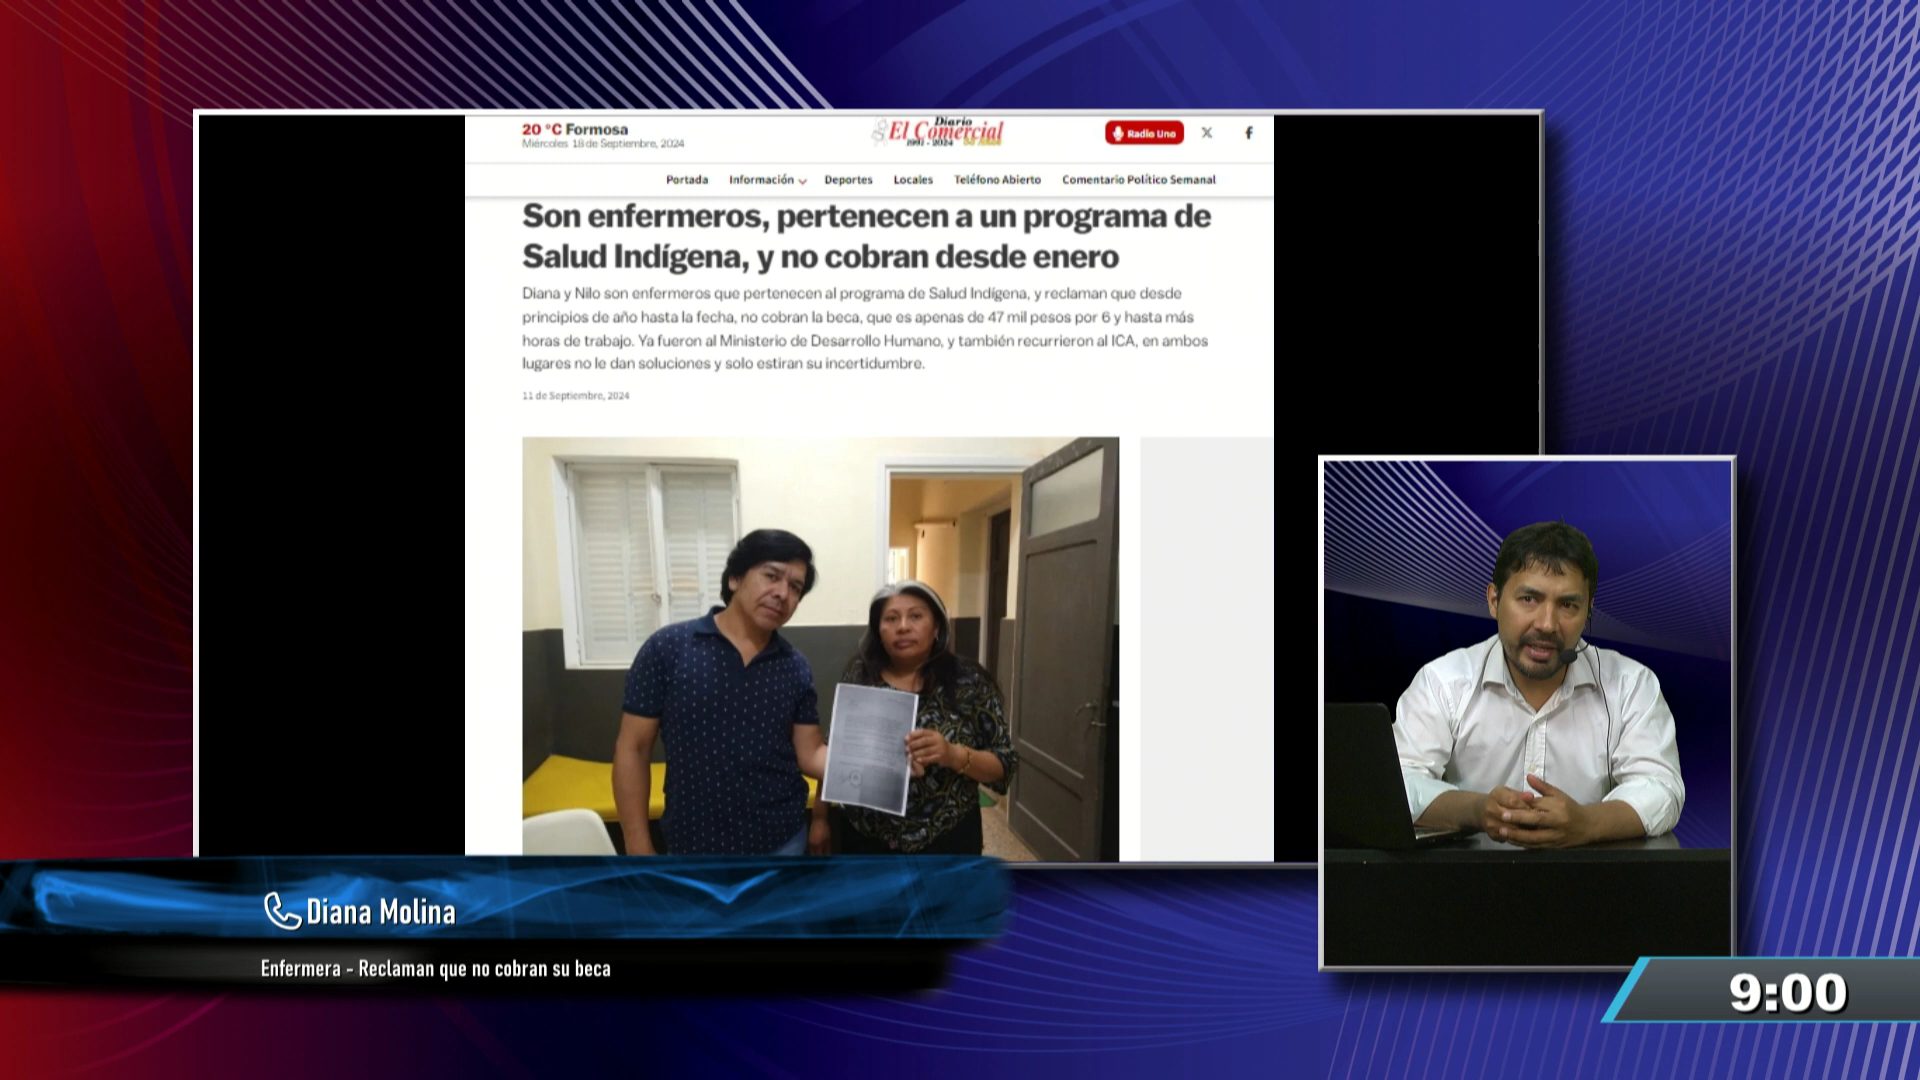 20 °C Formosa
Miércoles 18 de Septiembre, 2024
Diario
El Comercial
1991 - 2024
Radio Uno
Portada Información Deportes Locales Teléfono Abierto Comentario Político Semanal
Son enfermeros, pertenecen a un programa de
Salud Indígena, y no cobran desde enero
Diana y Nilo son enfermeros que pertenecen al programa de Salud Indígena, y reclaman que desde
principios de año hasta la fecha, no cobran la beca, que es apenas de 47 mil pesos por 6 y hasta más
horas de trabajo. Ya fueron al Ministerio de Desarrollo Humano, y también recurrieron al ICA, en ambos
lugares no le dan soluciones y solo estiran su incertidumbre.
11 de Septiembre, 2024
Diana Molina
Enfermera - Reclaman que no cobran su beca
9:00